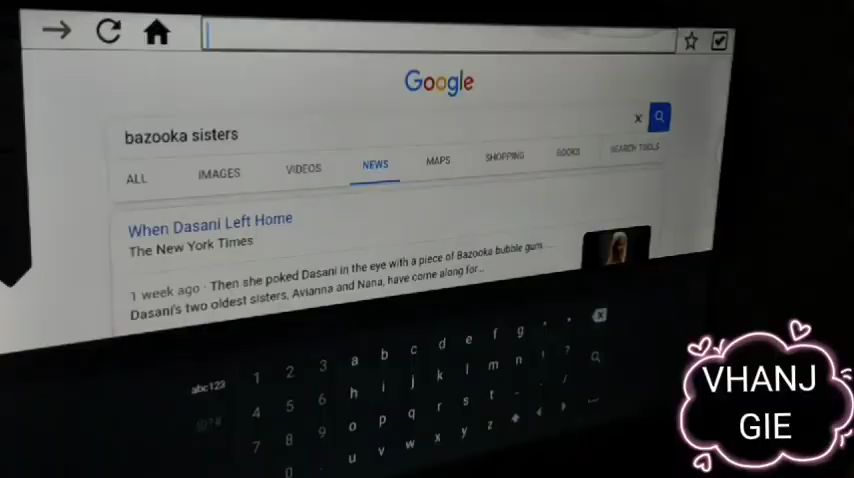 Google
bazooka sisters
x
ALL IMAGES VIDEOS NEWS MAPS SHOPPING BOOKS SEARCH TOOLS
When Dasani Left Home
The New York Times
1 week ago · Then she poked Dasani in the eye with a piece of Bazooka bubble gum ...
Dasani's two oldest sisters, Avianna and Nana, have come along for...
abc123 1 2 3 a b c d e f g
4 5 6 h i j k l m n ! ?
7 8 9 o p q r s t - . /
0 u v w x y z
VHANJ
GIE